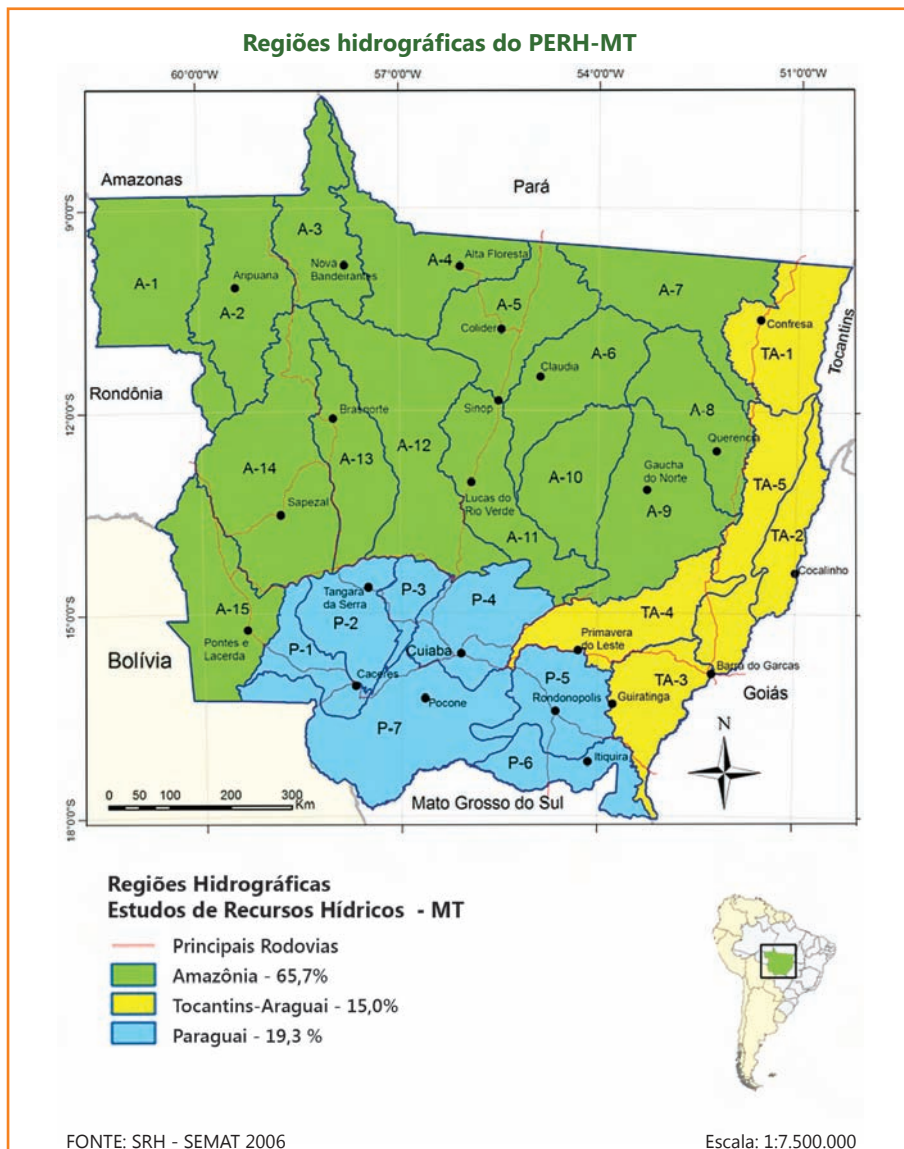 Regiões hidrográficas do PERH-MT
60°0'0"W
57°0'0"W
54°0'0"W
51°0'0"W
Amazonas
Pará
9°0'0"S
A-3
A-4
Alta Floresta
Nova
Bandeirantes
A-1
Aripuana
A-2
A-7
A-5
Colider
Confresa
TA-1
Tocantins
A-6
Claudia
Rondônia
Sinop
A-8
12°0'0"S
Brasnorte
A-12
Querencia
A-14
A-13
A-10
Gaucha
do Norte
TA-5
Sapezal
Lucas do
Rio Verde
A-9
A-11
TA-2
Cocalinho
Tangara
da Serra
P-3
P-4
15°0'0"S
A-15
Pontes e
Lacerda
P-2
TA-4
Primavera
do Leste
Bolívia
P-1
Cuiabá
Caceres
P-5
TA-3
Barra do Garcas
Goiás
Pocone
Rondonopolis
Guiratinga
N
P-7
P-6
Itiquira
0 50 100 200 300
Km
Mato Grosso do Sul
18°0'0"S
Regiões Hidrográficas
Estudos de Recursos Hídricos - MT
Principais Rodovias
Amazônia - 65,7%
Tocantins-Araguai - 15,0%
Paraguai - 19,3 %
FONTE: SRH - SEMAT 2006
Escala: 1:7.500.000